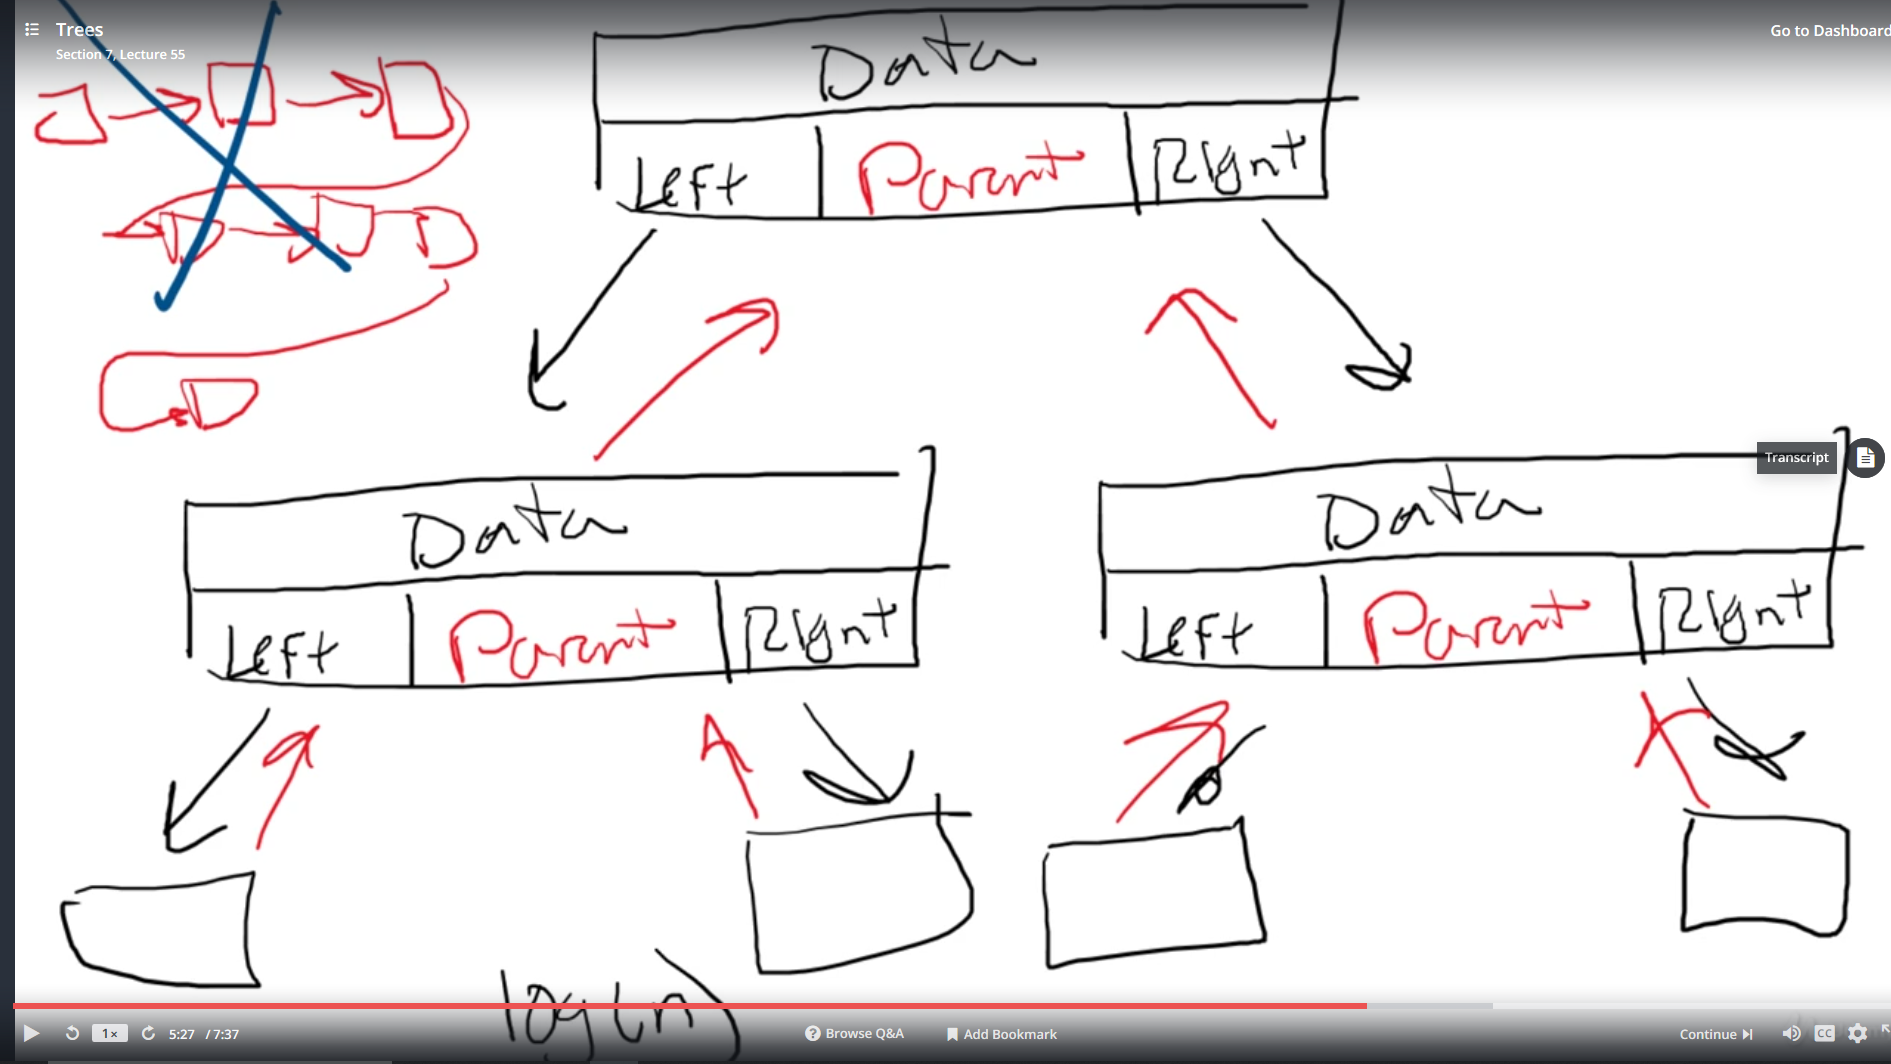 Trees
Go to Dashboard
Section 7, Lecture 55
Data
Left Parent Right
Transcript
Data
Data
Left Parent Right
Left Parent Right
log(n)
1x 5:27 / 7:37 Browse Q&A Add Bookmark Continue CC